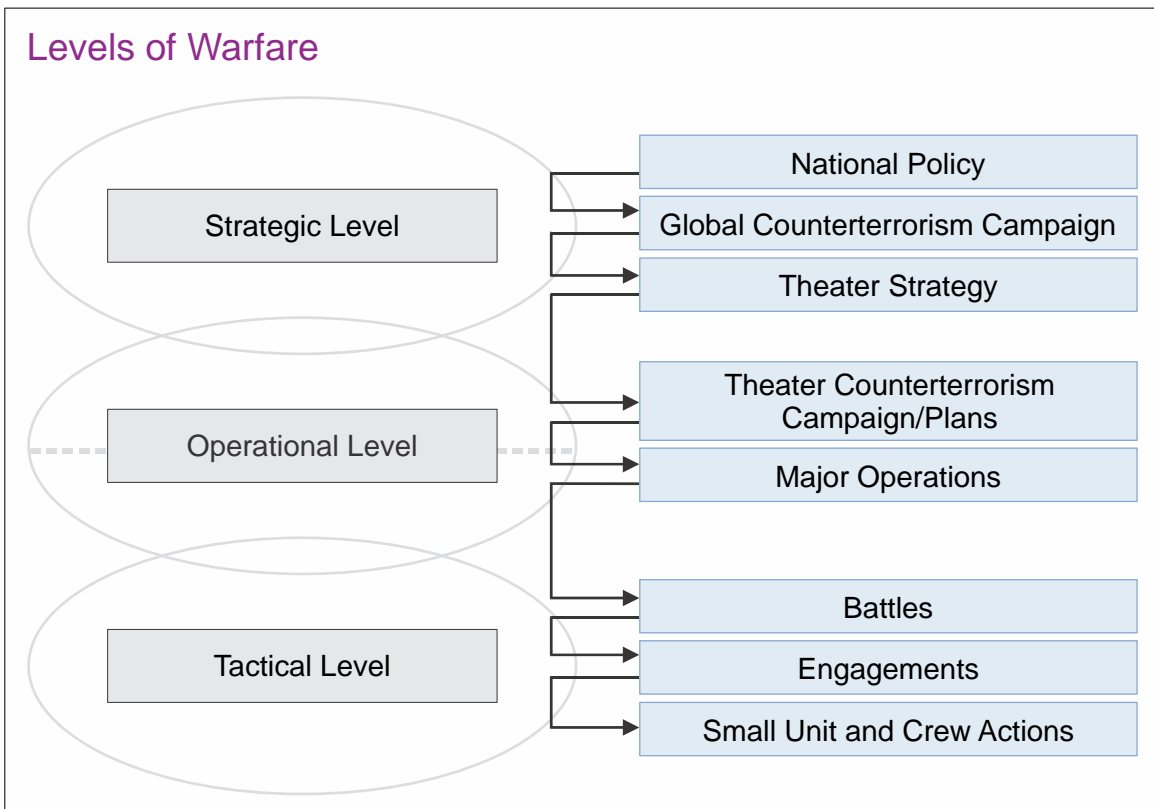 Levels of Warfare
Strategic Level
National Policy
Global Counterterrorism Campaign
Theater Strategy
Operational Level
Theater Counterterrorism
Campaign/Plans
Major Operations
Tactical Level
Battles
Engagements
Small Unit and Crew Actions